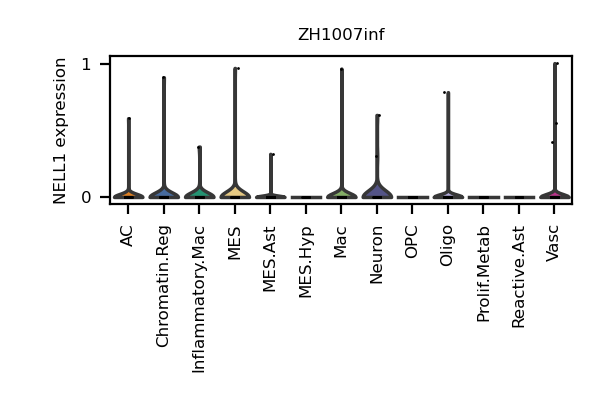 ZH1007inf
NELL1 expression
1
0
AC
Chromatin.Reg
Inflammatory.Mac
MES
MES.Ast
MES.Hyp
Mac
Neuron
OPC
Oligo
Prolif.Metab
Reactive.Ast
Vasc